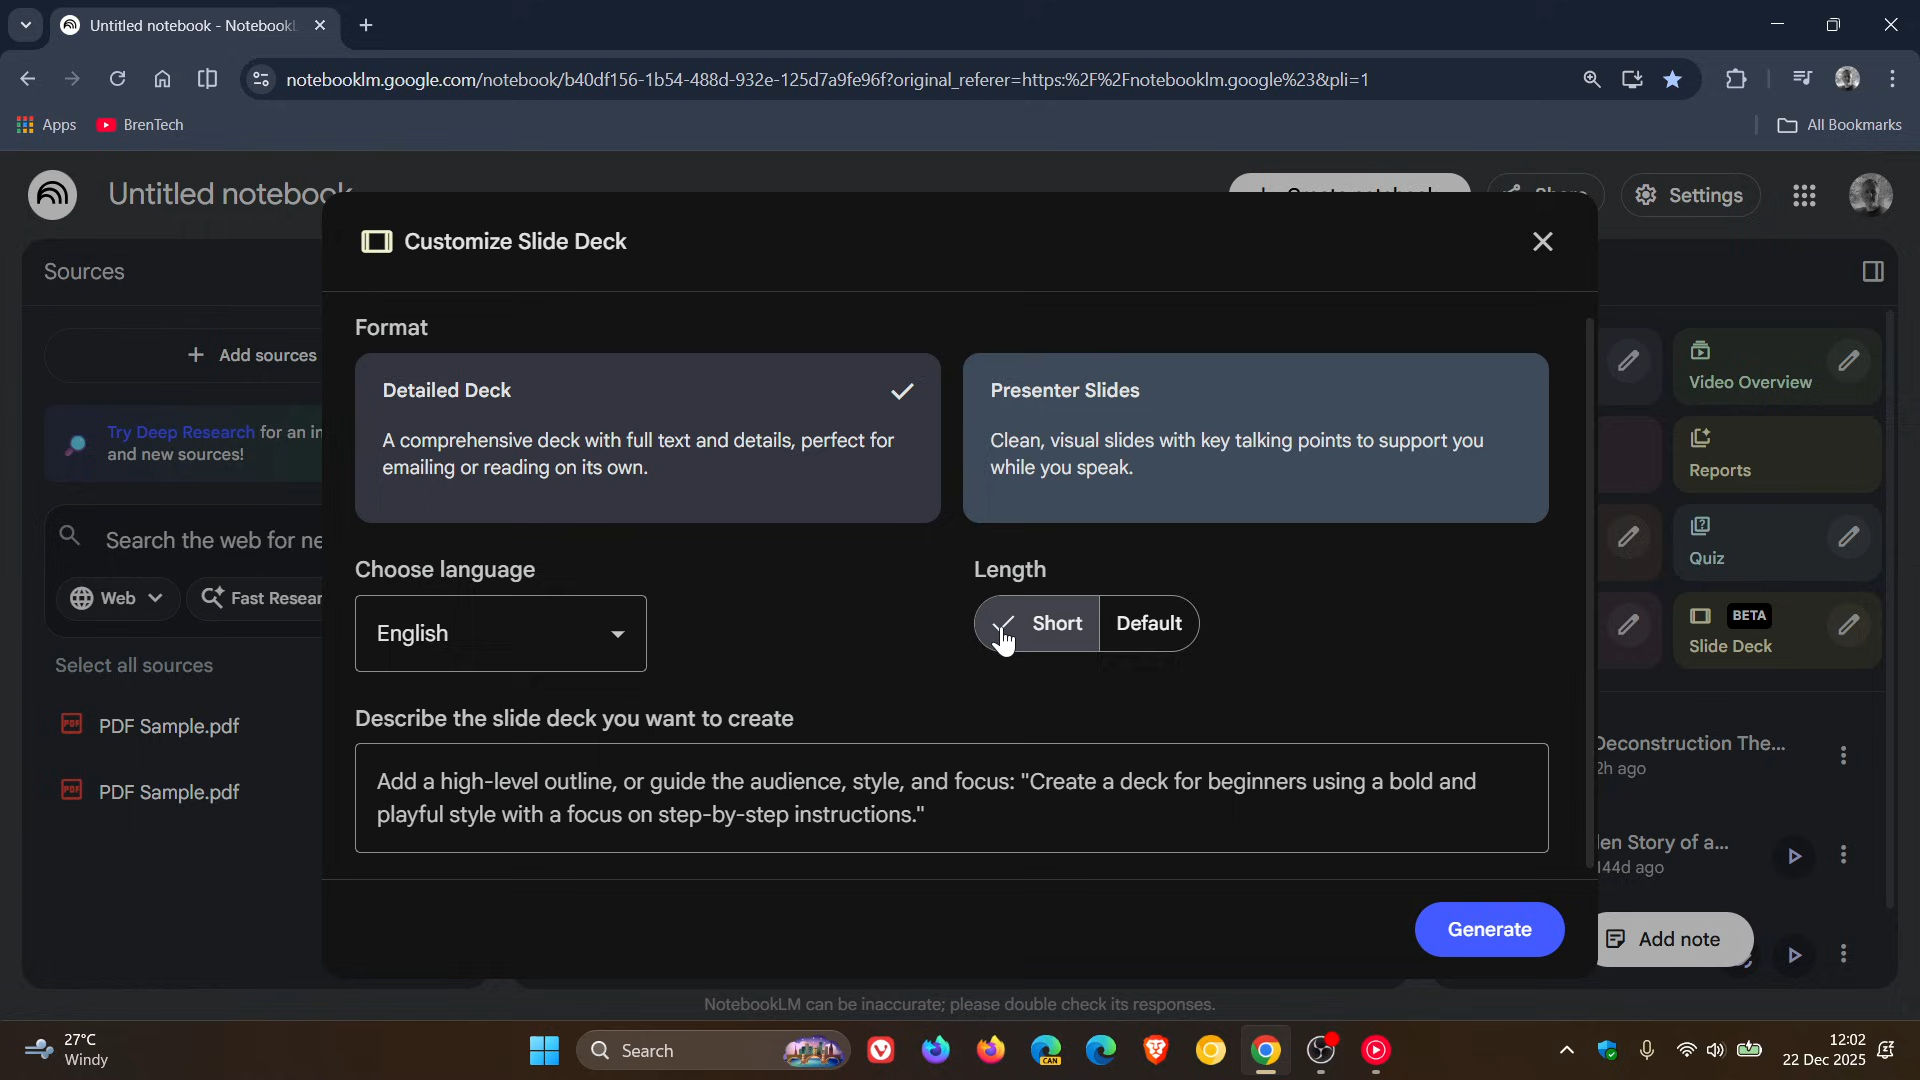 Untitled notebook - Notebook
notebooklm.google.com/notebook/b40df156-1b54-488d-932e-125d7a9fe96f?original_referer=https:%2F%2Fnotebooklm.google%23&pli=1
Apps
BrenTech
All Bookmarks
Untitled notebook
Settings
Customize Slide Deck
Sources
Format
Add sources
Detailed Deck
A comprehensive deck with full text and details, perfect for
emailing or reading on its own.
Presenter Slides
Clean, visual slides with key talking points to support you
while you speak.
Video Overview
Try Deep Research for an in
and new sources!
Reports
Search the web for ne
Quiz
Choose language
Length
Web
Fast Resear
English
Short
Default
BETA
Slide Deck
Select all sources
PDF
PDF Sample.pdf
PDF
PDF Sample.pdf
Describe the slide deck you want to create
Add a high-level outline, or guide the audience, style, and focus: "Create a deck for beginners using a bold and
playful style with a focus on step-by-step instructions."
Deconstruction The...
2h ago
len Story of a...
144d ago
Generate
Add note
NotebookLM can be inaccurate; please double check its responses.
27°C
Windy
Search
CAN
12:02
22 Dec 2025